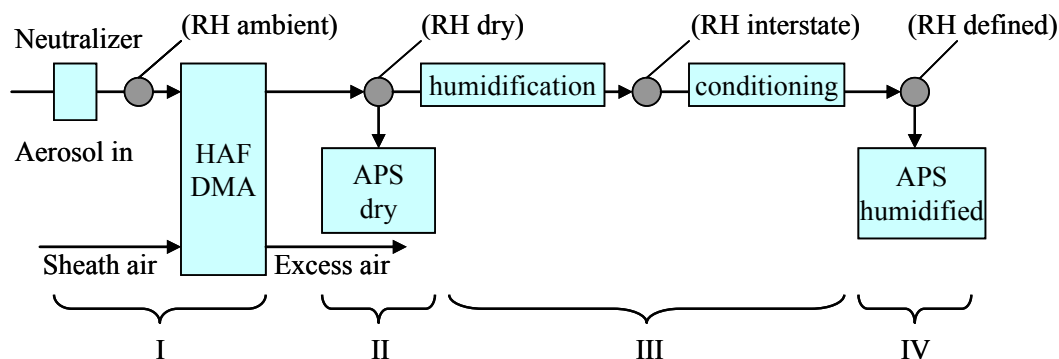 (RH ambient)
(RH dry)
(RH interstate)
(RH defined)
Neutralizer
humidification
conditioning
Aerosol in
HAF
DMA
APS
dry
APS
humidified
Sheath air
Excess air
I
II
III
IV